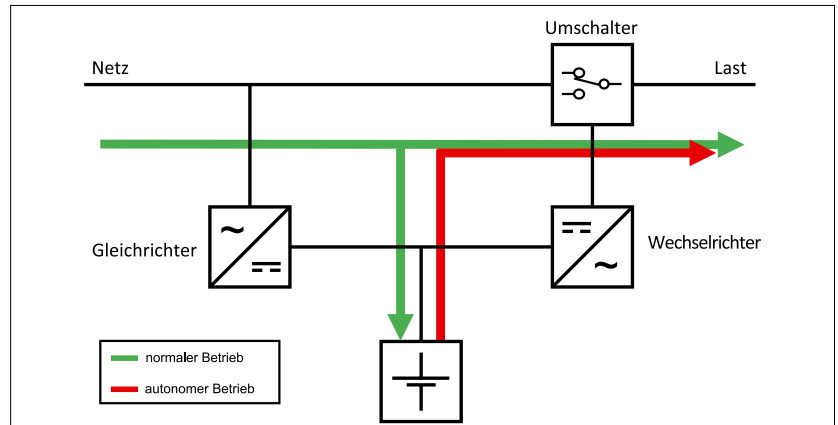 Umschalter
Netz
Last
Gleichrichter
Wechselrichter
normaler Betrieb
autonomer Betrieb